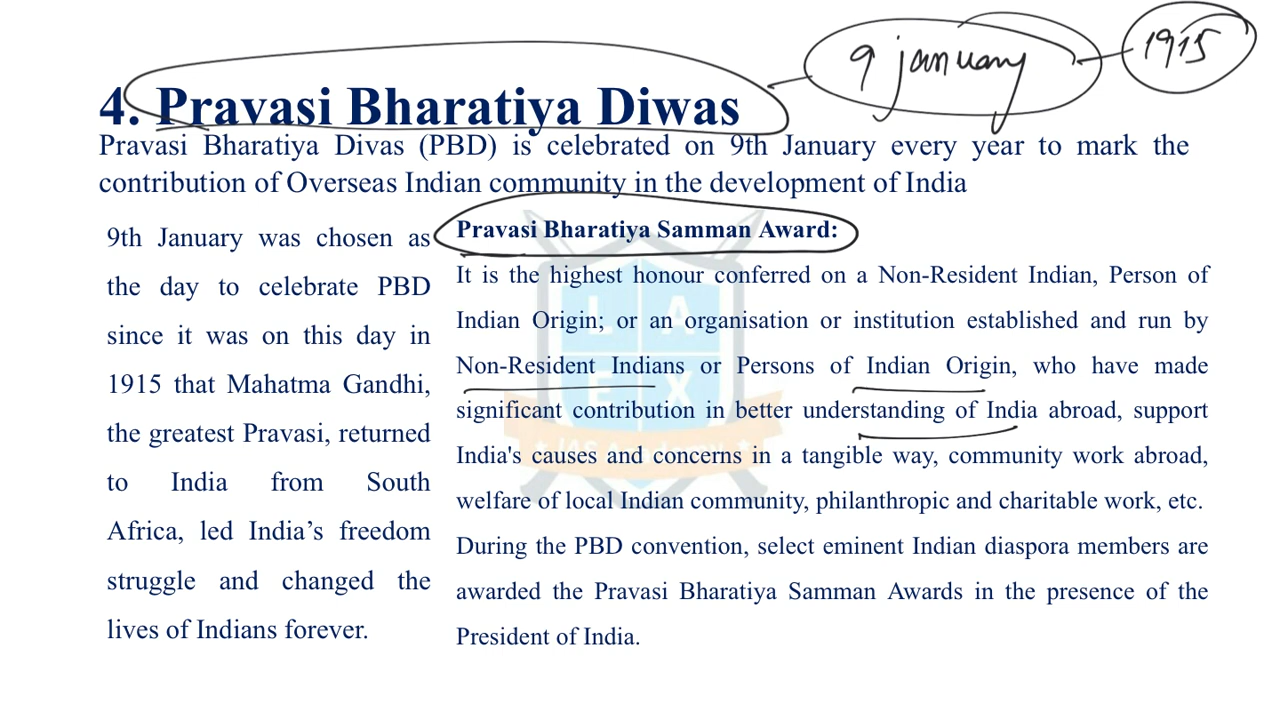 9 january
1915
4. Pravasi Bharatiya Diwas
Pravasi Bharatiya Divas (PBD) is celebrated on 9th January every year to mark the
contribution of Overseas Indian community in the development of India
9th January was chosen as
the day to celebrate PBD
since it was on this day in
1915 that Mahatma Gandhi,
the greatest Pravasi, returned
to India from South
Africa, led India’s freedom
struggle and changed the
lives of Indians forever.
Pravasi Bharatiya Samman Award:
It is the highest honour conferred on a Non-Resident Indian, Person of
Indian Origin; or an organisation or institution established and run by
Non-Resident Indians or Persons of Indian Origin, who have made
significant contribution in better understanding of India abroad, support
India's causes and concerns in a tangible way, community work abroad,
welfare of local Indian community, philanthropic and charitable work, etc.
During the PBD convention, select eminent Indian diaspora members are
awarded the Pravasi Bharatiya Samman Awards in the presence of the
President of India.
L A
E X
IAS Academy